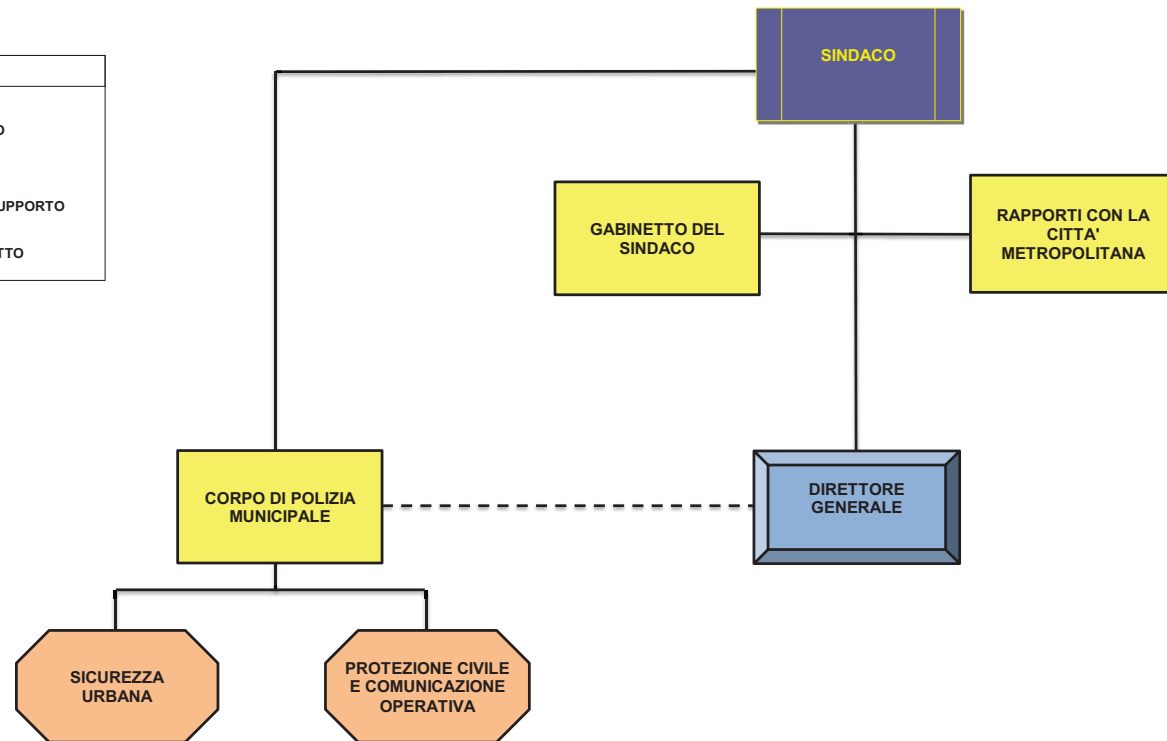 SINDACO
GABINETTO DEL
SINDACO
RAPPORTI CON LA
CITTA'
METROPOLITANA
CORPO DI POLIZIA
MUNICIPALE
DIRETTORE
GENERALE
SICUREZZA
URBANA
PROTEZIONE CIVILE
E COMUNICAZIONE
OPERATIVA